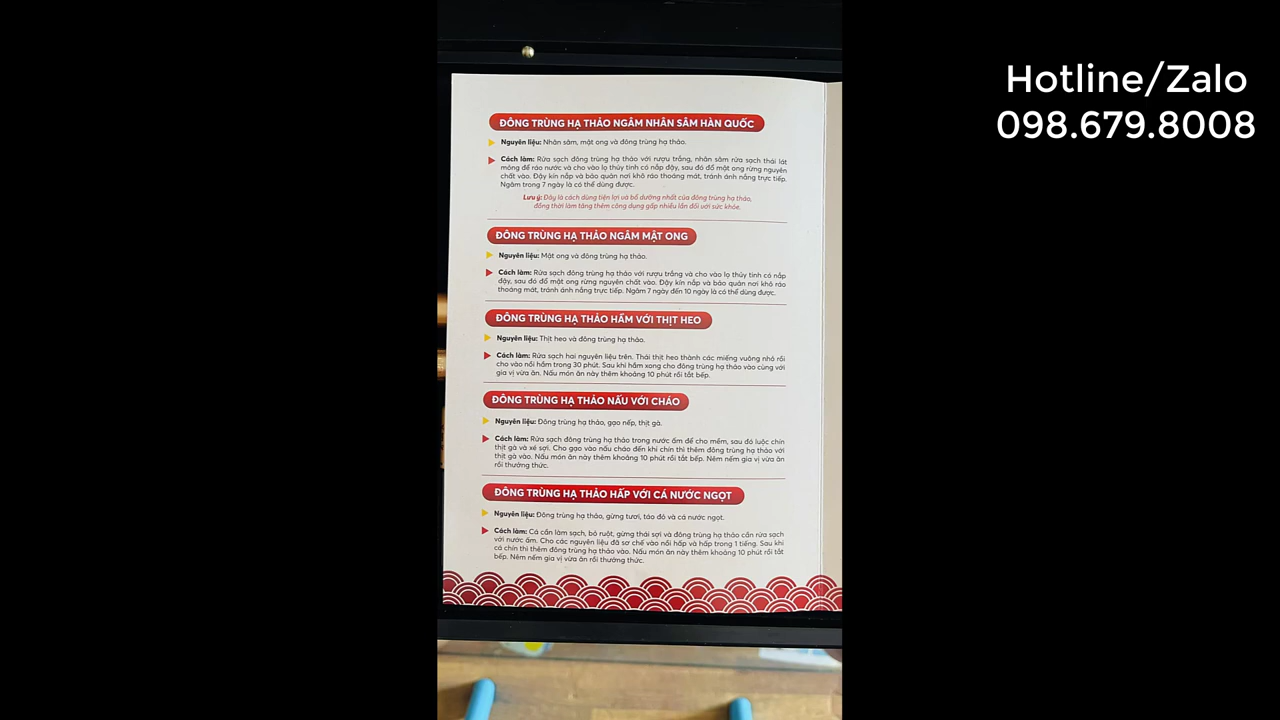 Hotline/Zalo
098.679.8008
ĐÔNG TRÙNG HẠ THẢO NGÂM NHÂN SÂM HÀN QUỐC
Nguyên liệu: Nhân sâm, mật ong và đông trùng hạ thảo.
Cách làm: Rửa sạch đông trùng hạ thảo với rượu trắng, nhân sâm rửa sạch thái lát
mỏng để ráo nước và cho vào lọ thủy tinh có nắp đậy, sau đó đổ mật ong rừng nguyên
chất vào. Đậy kín nắp và bảo quản nơi khô ráo thoáng mát, tránh ánh nắng trực tiếp.
Ngâm trong 7 ngày là có thể dùng được.
Lưu ý: Đây là cách dùng tiện lợi và bổ dưỡng nhất của đông trùng hạ thảo,
đồng thời làm tăng thêm công dụng gấp nhiều lần đối với sức khỏe.
ĐÔNG TRÙNG HẠ THẢO NGÂM MẬT ONG
Nguyên liệu: Mật ong và đông trùng hạ thảo.
Cách làm: Rửa sạch đông trùng hạ thảo với rượu trắng và cho vào lọ thủy tinh có nắp
đậy, sau đó đổ mật ong rừng nguyên chất vào. Đậy kín nắp và bảo quản nơi khô ráo
thoáng mát, tránh ánh nắng trực tiếp. Ngâm 7 ngày đến 10 ngày là có thể dùng được.
ĐÔNG TRÙNG HẠ THẢO HẦM VỚI THỊT HEO
Nguyên liệu: Thịt heo và đông trùng hạ thảo.
Cách làm: Rửa sạch hai nguyên liệu trên. Thái thịt heo thành các miếng vuông nhỏ rồi
cho vào nồi hầm trong 30 phút. Sau khi hầm xong cho đông trùng hạ thảo vào cùng với
gia vị vừa ăn. Nấu món ăn này thêm khoảng 10 phút rồi tắt bếp.
ĐÔNG TRÙNG HẠ THẢO NẤU VỚI CHÁO
Nguyên liệu: Đông trùng hạ thảo, gạo nếp, thịt gà.
Cách làm: Rửa sạch đông trùng hạ thảo trong nước ấm để cho mềm, sau đó luộc chín
thịt gà và xé sợi. Cho gạo vào nấu cháo đến khi chín thì thêm đông trùng hạ thảo với
thịt gà vào. Nấu món ăn này thêm khoảng 10 phút rồi tắt bếp. Nêm nếm gia vị vừa ăn
rồi thưởng thức.
ĐÔNG TRÙNG HẠ THẢO HẤP VỚI CÁ NƯỚC NGỌT
Nguyên liệu: Đông trùng hạ thảo, gừng tươi, táo đỏ và cá nước ngọt.
Cách làm: Cá cần làm sạch, bỏ ruột, gừng thái sợi và đông trùng hạ thảo cần rửa sạch
với nước ấm. Cho các nguyên liệu đã sơ chế vào nồi hấp và hấp trong 1 tiếng. Sau khi
cá chín thì thêm đông trùng hạ thảo vào. Nấu món ăn này thêm khoảng 10 phút rồi tắt
bếp. Nêm nếm gia vị vừa ăn rồi thưởng thức.